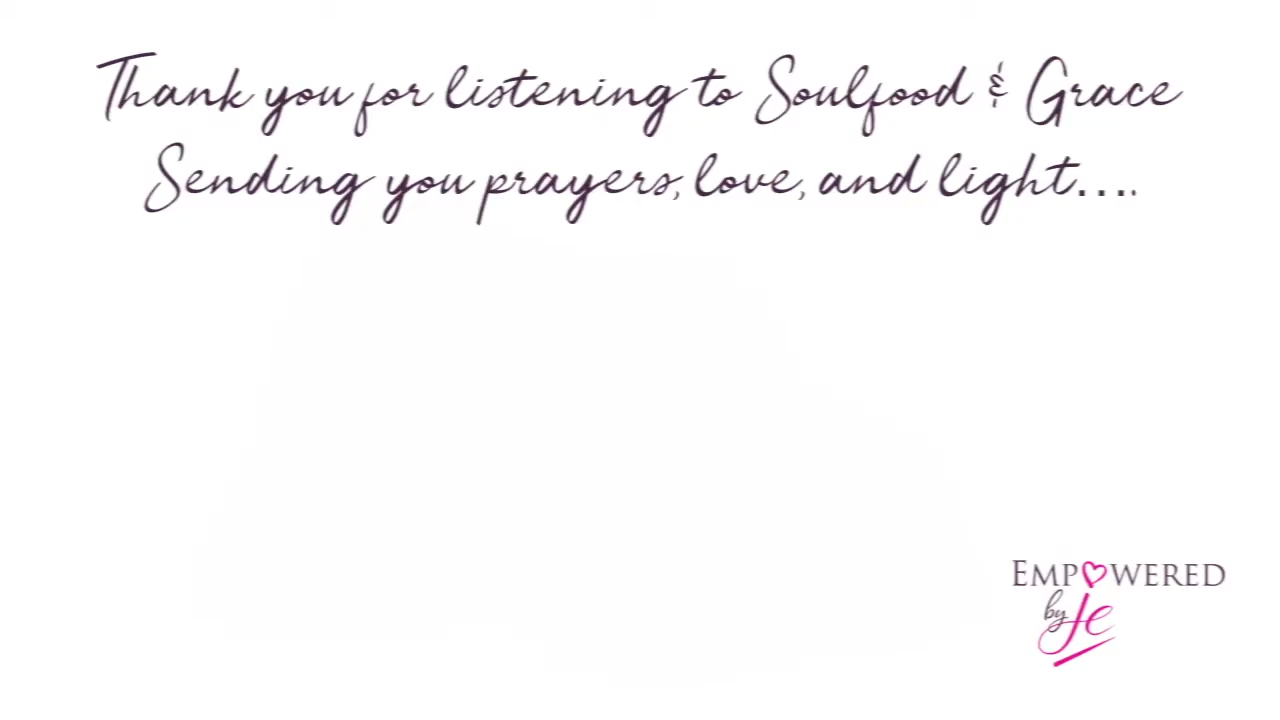 Thank you for listening to Soulfood & Grace
Sending you prayers, love, and light....
EMPOWERED
by Je